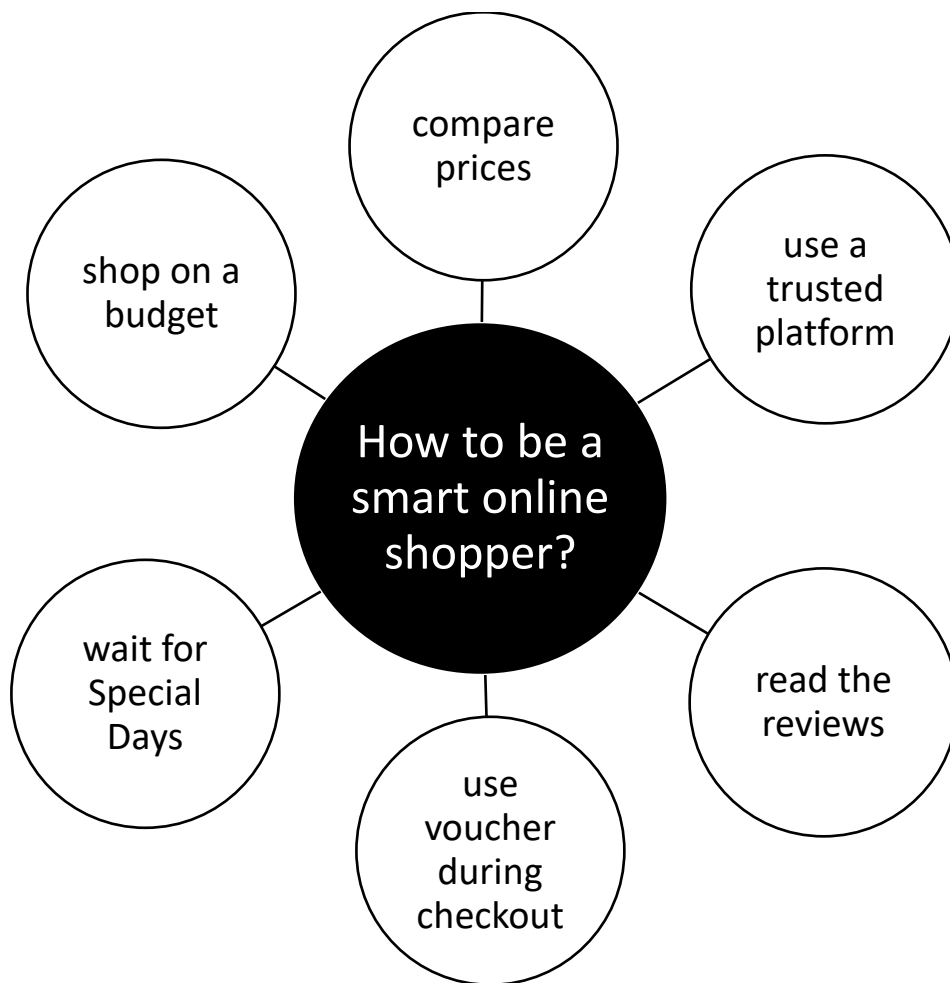 compare
prices
use a
trusted
platform
shop on a
budget
How to be a
smart online
shopper?
wait for
Special
Days
read the
reviews
use
voucher
during
checkout